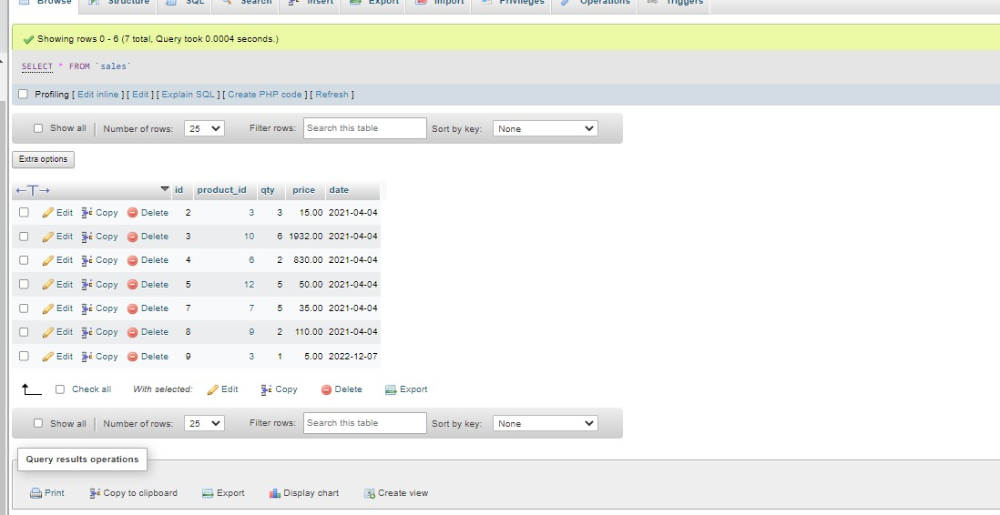 Browse Structure SQL Search Insert Export Import Privileges Operations Triggers
Showing rows 0 - 6 (7 total, Query took 0.0004 seconds.)
SELECT * FROM `sales`
Profiling [ Edit inline ] [ Edit ] [ Explain SQL ] [ Create PHP code ] [ Refresh ]
Show all Number of rows: 25 Filter rows: Search this table Sort by key: None
Extra options
←T→ id product_id qty price date
Edit Copy Delete 2 3 3 15.00 2021-04-04
Edit Copy Delete 3 10 6 1932.00 2021-04-04
Edit Copy Delete 4 6 2 830.00 2021-04-04
Edit Copy Delete 5 12 5 50.00 2021-04-04
Edit Copy Delete 7 7 5 35.00 2021-04-04
Edit Copy Delete 8 9 2 110.00 2021-04-04
Edit Copy Delete 9 3 1 5.00 2022-12-07
Check all With selected: Edit Copy Delete Export
Show all Number of rows: 25 Filter rows: Search this table Sort by key: None
Query results operations
Print Copy to clipboard Export Display chart Create view